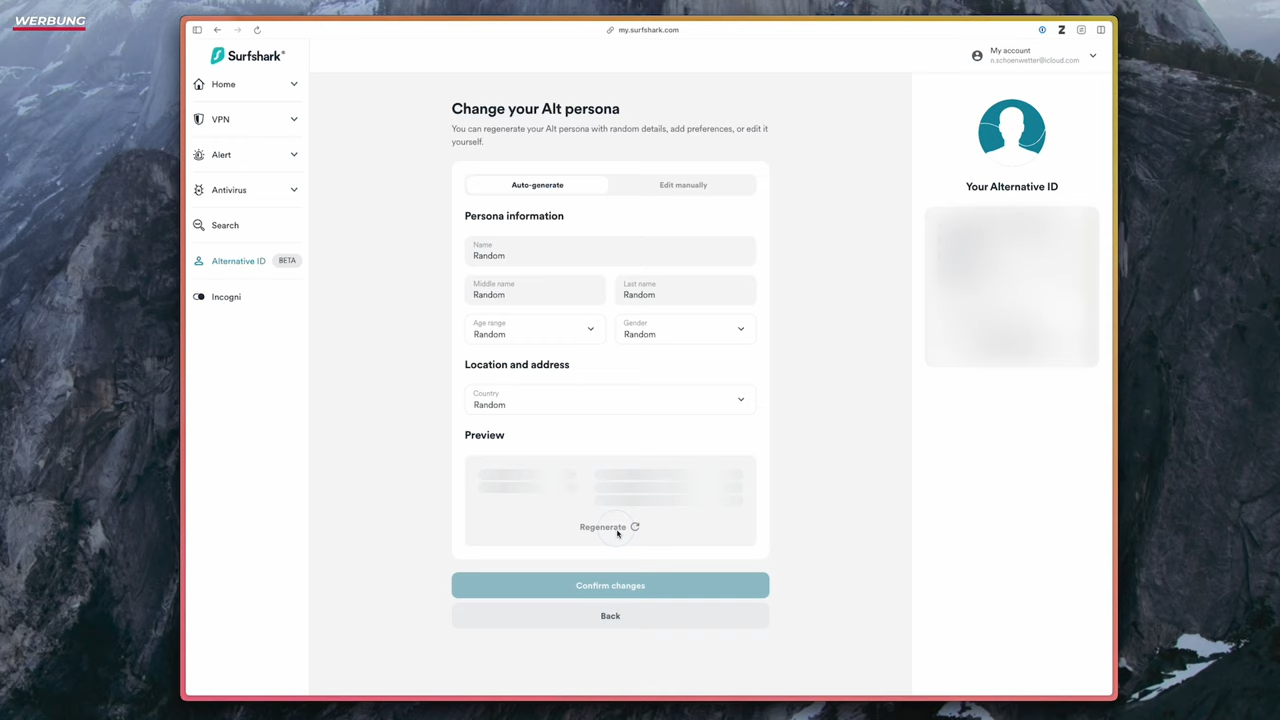 WERBUNG
my.surfshark.com
Surfshark®
My account
n.schoenwetter@icloud.com
Home
VPN
Alert
Antivirus
Search
Alternative ID
BETA
Incogni
Change your Alt persona
You can regenerate your Alt persona with random details, add preferences, or edit it
yourself.
Auto-generate
Edit manually
Persona information
Name
Random
Middle name
Random
Last name
Random
Age range
Random
Gender
Random
Location and address
Country
Random
Preview
Regenerate
Confirm changes
Back
Your Alternative ID